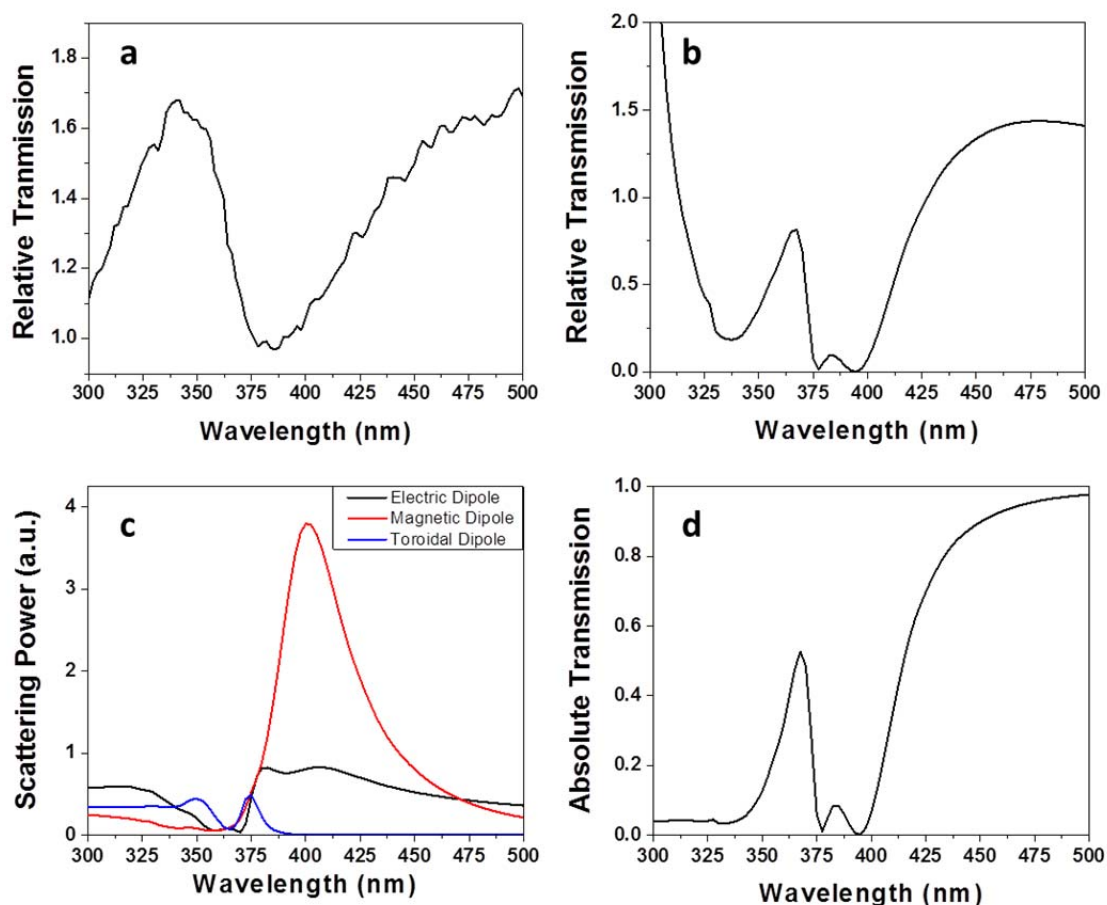 a
Relative Tranmission
1.8
1.6
1.4
1.2
1.0
300 325 350 375 400 425 450 475 500
Wavelength (nm)
b
Relative Transmission
2.0
1.5
1.0
0.5
0.0
300 325 350 375 400 425 450 475 500
Wavelength (nm)
c
Electric Dipole
Magnetic Dipole
Toroidal Dipole
Scattering Power (a.u.)
4
3
2
1
0
300 325 350 375 400 425 450 475 500
Wavelength (nm)
d
Absolute Transmission
1.0
0.8
0.6
0.4
0.2
0.0
300 325 350 375 400 425 450 475 500
Wavelength (nm)